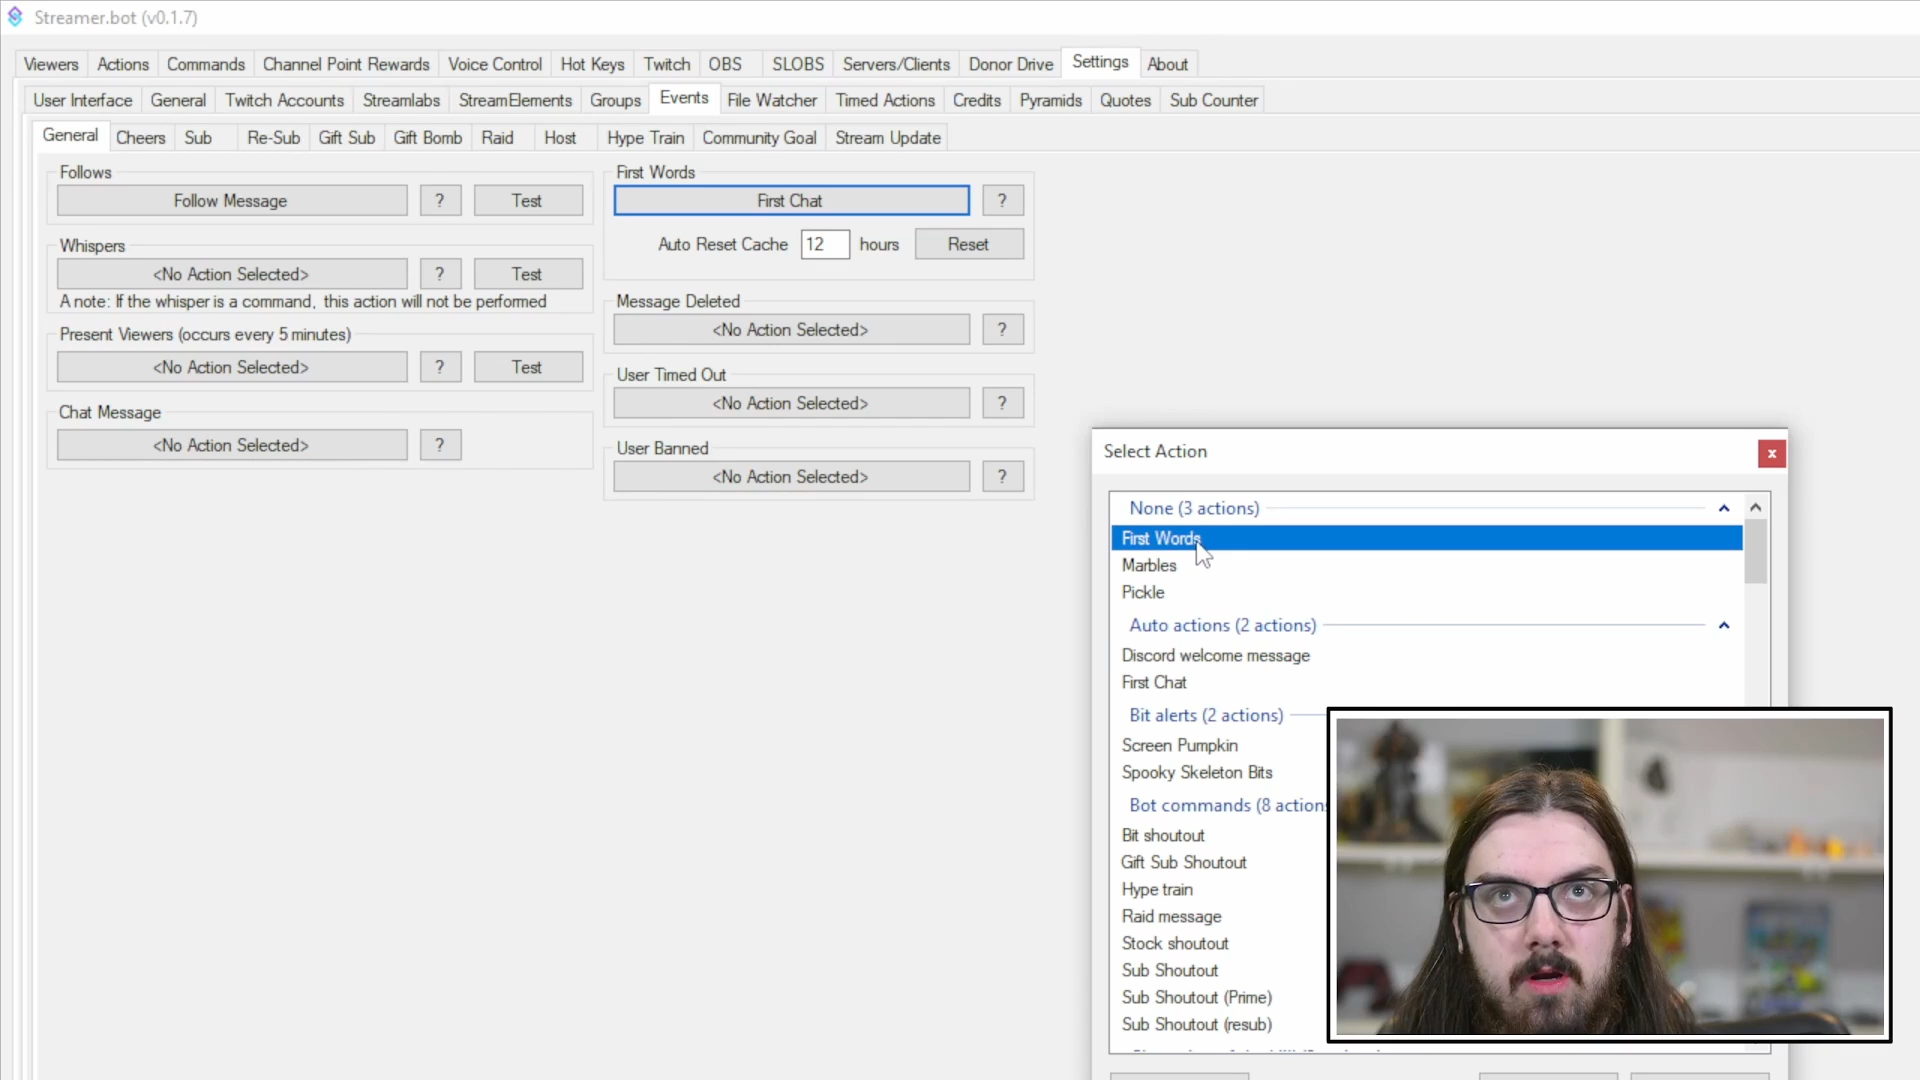 Streamer.bot (v0.1.7)
Viewers Actions Commands Channel Point Rewards Voice Control Hot Keys Twitch OBS SLOBS Servers/Clients Donor Drive Settings About
User Interface General Twitch Accounts Streamlabs StreamElements Groups Events File Watcher Timed Actions Credits Pyramids Quotes Sub Counter
General Cheers Sub Re-Sub Gift Sub Gift Bomb Raid Host Hype Train Community Goal Stream Update
Follows
Follow Message ? Test
Whispers
<No Action Selected> ? Test
A note: If the whisper is a command, this action will not be performed
Present Viewers (occurs every 5 minutes)
<No Action Selected> ? Test
Chat Message
<No Action Selected> ?
First Words
First Chat ?
Auto Reset Cache 12 hours Reset
Message Deleted
<No Action Selected> ?
User Timed Out
<No Action Selected> ?
User Banned
<No Action Selected> ?
Select Action
x
None (3 actions)
First Words
Marbles
Pickle
Auto actions (2 actions)
Discord welcome message
First Chat
Bit alerts (2 actions)
Screen Pumpkin
Spooky Skeleton Bits
Bot commands (8 actions
Bit shoutout
Gift Sub Shoutout
Hype train
Raid message
Stock shoutout
Sub Shoutout
Sub Shoutout (Prime)
Sub Shoutout (resub)